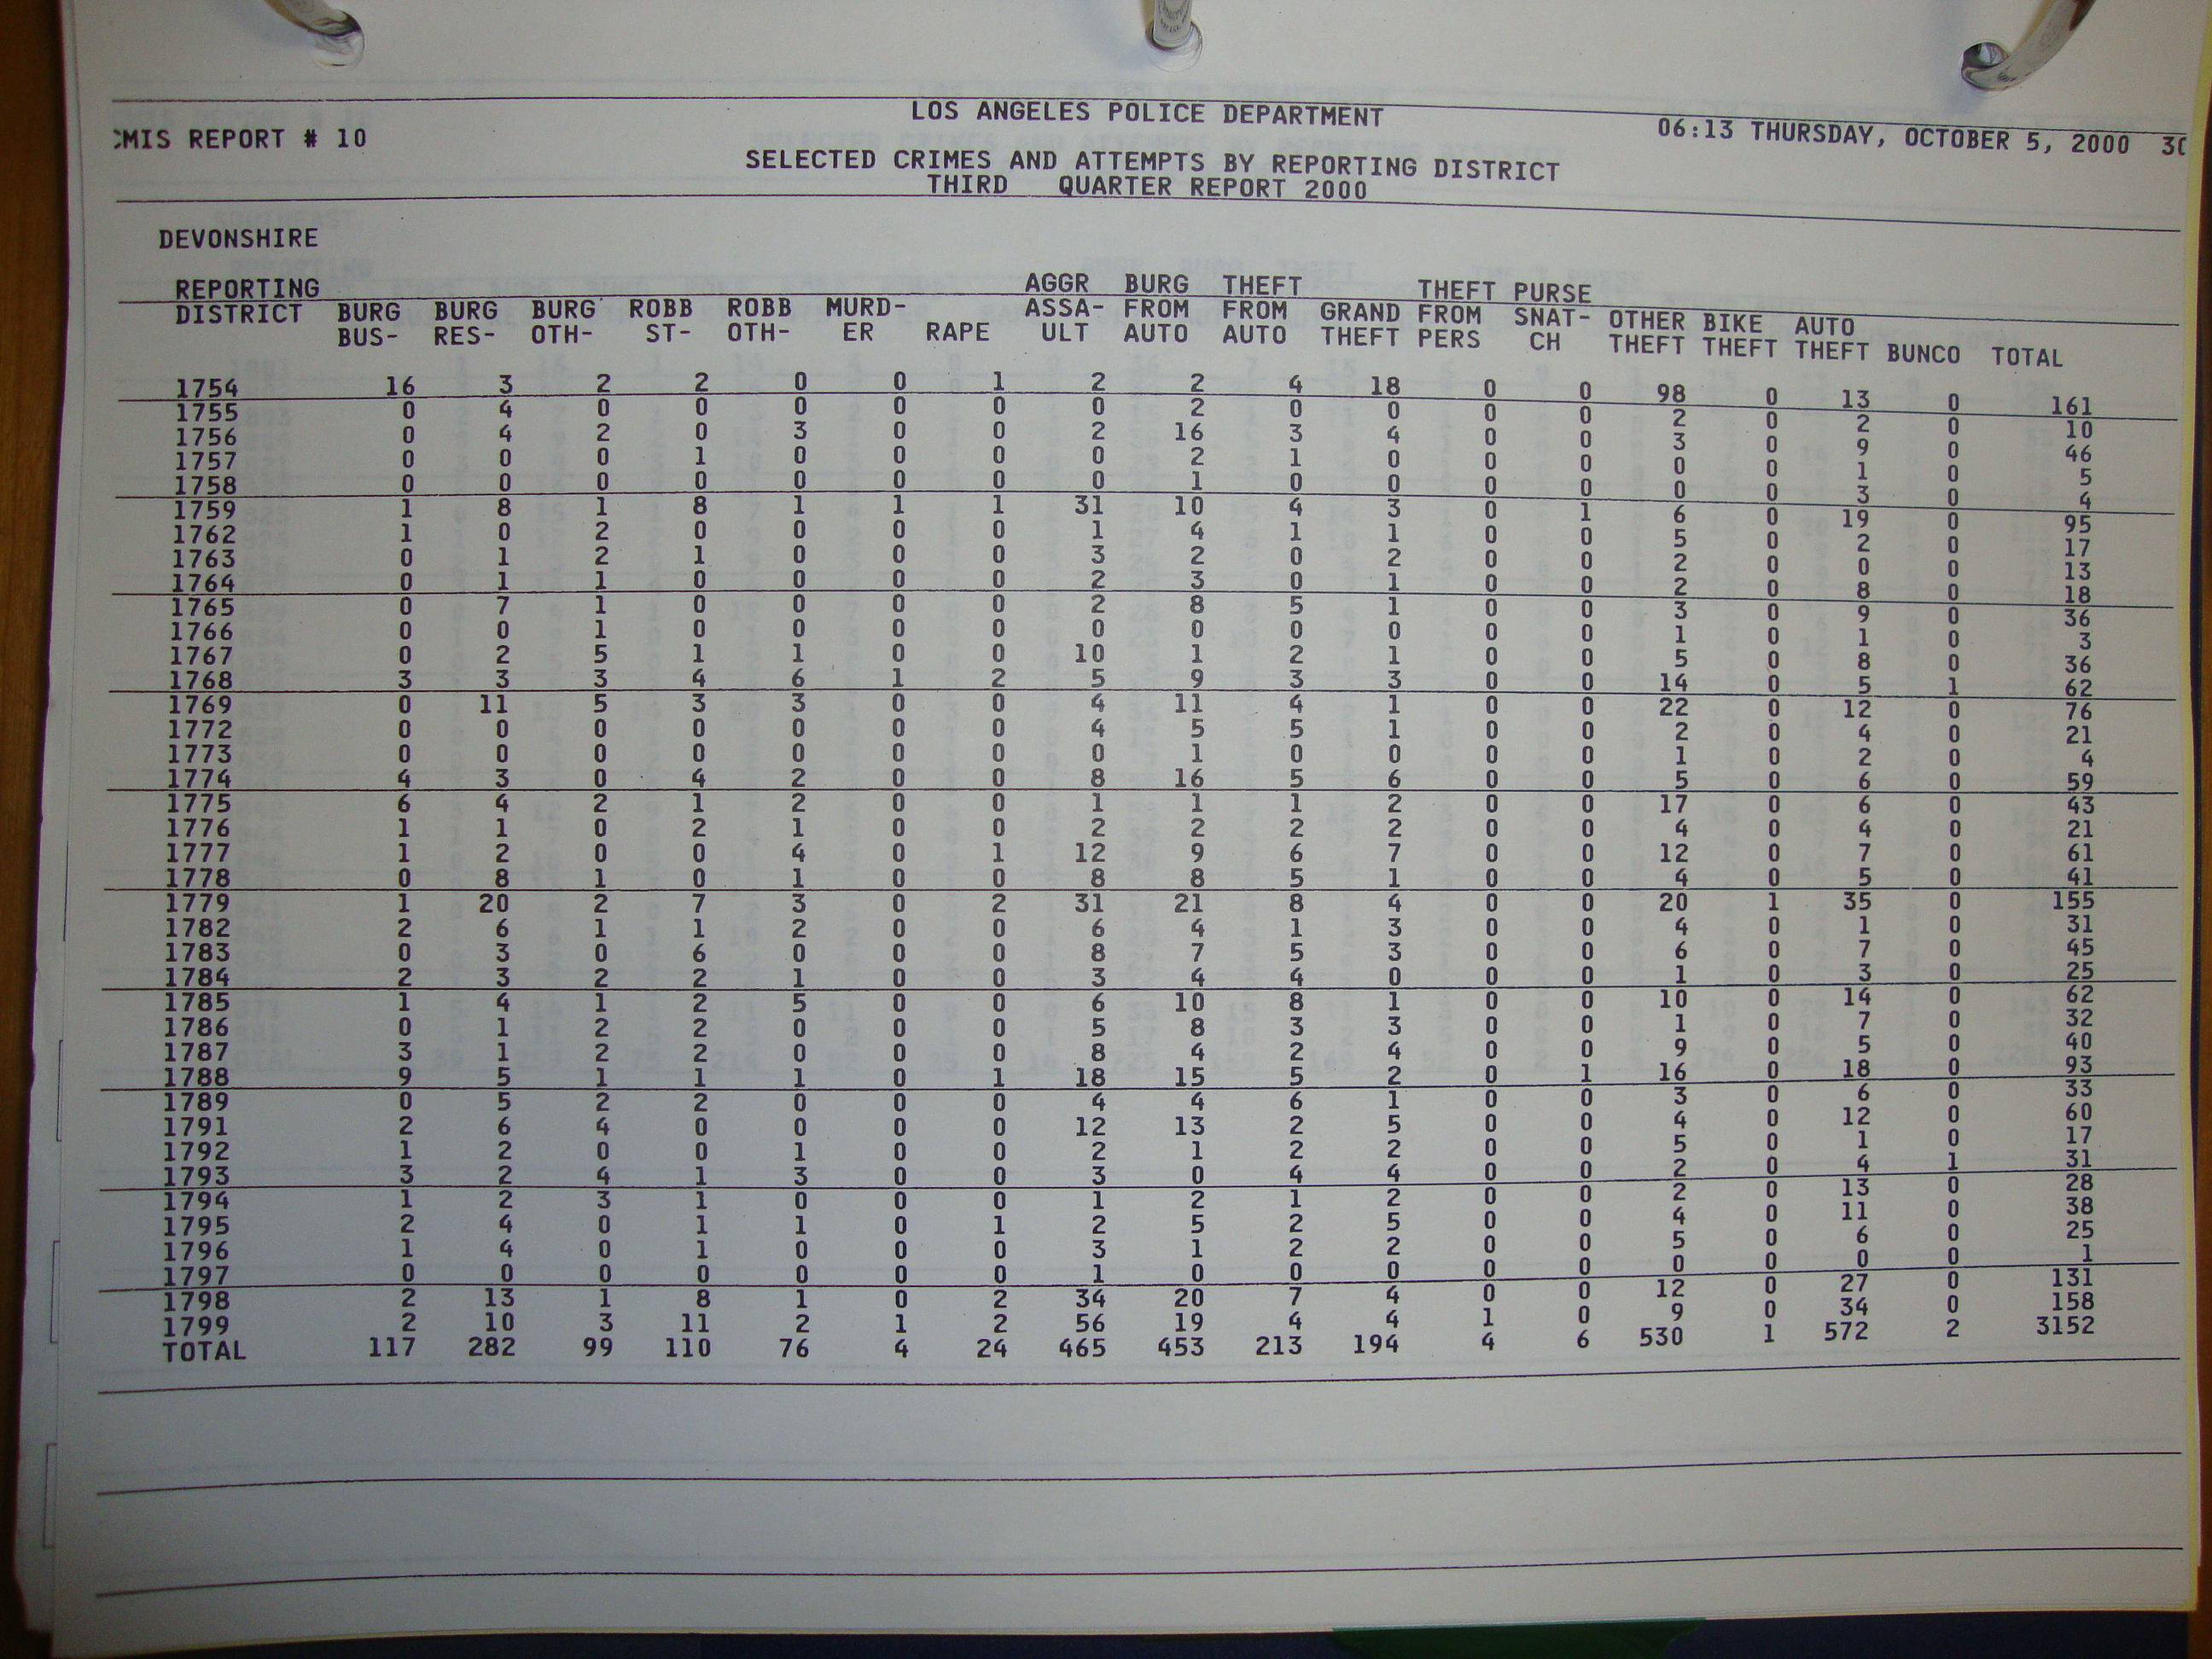 LOS ANGELES POLICE DEPARTMENT
MIS REPORT # 10 06:13 THURSDAY, OCTOBER 5, 2000
SELECTED CRIMES AND ATTEMPTS BY REPORTING DISTRICT
THIRD QUARTER REPORT 2000
DEVONSHIRE
REPORTING AGGR BURG THEFT THEFT PURSE
DISTRICT BURG BURG BURG ROBB ROBB MURD- ASSA- FROM FROM GRAND FROM SNAT- OTHER BIKE AUTO
BUS- RES- OTH- ST- OTH- ER RAPE ULT AUTO AUTO THEFT PERS CH THEFT THEFT THEFT BUNCO TOTAL
1754 16 3 2 2 0 0 1 2 2 4 18 0 0 98 0 13 0 161
1755 0 4 0 0 0 0 0 0 2 0 0 0 0 2 0 2 0 10
1756 0 4 2 0 3 0 0 2 16 3 4 0 0 3 0 9 0 46
1757 0 0 0 1 0 0 0 0 2 1 0 0 0 0 0 1 0 5
1758 0 0 0 0 0 0 0 0 1 0 0 0 0 0 0 3 0 4
1759 1 8 1 8 1 1 1 31 10 4 3 0 1 6 0 19 0 95
1762 1 0 2 0 0 0 0 1 4 1 1 0 0 5 0 2 0 17
1763 0 1 2 1 0 0 0 3 2 0 2 0 0 2 0 0 0 13
1764 0 1 1 0 0 0 0 2 3 0 1 0 0 2 0 8 0 18
1765 0 7 1 0 0 0 0 2 8 5 1 0 0 3 0 9 0 36
1766 0 0 1 0 0 0 0 0 0 0 0 0 0 1 0 1 0 3
1767 0 2 5 1 1 0 0 10 1 2 1 0 0 5 0 8 0 36
1768 3 3 3 4 6 1 2 5 9 3 3 0 0 14 0 5 1 62
1769 0 11 5 3 3 0 0 4 11 4 1 0 0 22 0 12 0 76
1772 0 0 0 0 0 0 0 4 5 5 1 0 0 2 0 4 0 21
1773 0 0 0 0 0 0 0 0 1 0 0 0 0 1 0 2 0 4
1774 4 3 0 4 2 0 0 8 16 5 6 0 0 5 0 6 0 59
1775 6 4 2 1 2 0 0 1 1 1 2 0 0 17 0 6 0 43
1776 1 1 0 2 1 0 0 2 2 2 2 0 0 4 0 4 0 21
1777 1 2 0 0 4 0 1 12 9 6 7 0 0 12 0 7 0 61
1778 0 8 1 0 1 0 0 8 8 5 1 0 0 4 0 5 0 41
1779 1 20 2 7 3 0 2 31 21 8 4 0 0 20 1 35 0 155
1782 2 6 1 1 2 0 0 6 4 1 3 0 0 4 0 1 0 31
1783 0 3 0 6 0 0 0 8 7 5 3 0 0 6 0 7 0 45
1784 2 3 2 2 1 0 0 3 4 4 0 0 0 1 0 3 0 25
1785 1 4 1 2 5 0 0 6 10 8 1 0 0 10 0 14 0 62
1786 0 1 2 2 0 0 0 5 8 3 3 0 0 1 0 7 0 32
1787 3 1 2 2 0 0 0 8 4 2 4 0 0 9 0 5 0 40
1788 9 5 1 1 1 0 1 18 15 5 2 0 1 16 0 18 0 93
1789 0 5 2 2 0 0 0 4 4 6 1 0 0 3 0 6 0 33
1791 2 6 4 0 0 0 0 12 13 2 5 0 0 4 0 12 0 60
1792 1 2 0 0 1 0 0 2 1 2 2 0 0 5 0 1 0 17
1793 3 2 4 1 3 0 0 3 0 4 4 0 0 2 0 4 1 31
1794 1 2 3 1 0 0 0 1 2 1 2 0 0 2 0 13 0 28
1795 2 4 0 1 1 0 1 2 5 2 5 0 0 4 0 11 0 38
1796 1 4 0 1 0 0 0 3 1 2 2 0 0 5 0 6 0 25
1797 0 0 0 0 0 0 0 1 0 0 0 0 0 0 0 0 0 1
1798 2 13 1 8 1 0 2 34 20 7 4 0 0 12 0 27 0 131
1799 2 10 3 11 2 1 2 56 19 4 4 1 0 9 0 34 0 158
TOTAL 117 282 99 110 76 4 24 465 453 213 194 4 6 530 1 572 2 3152